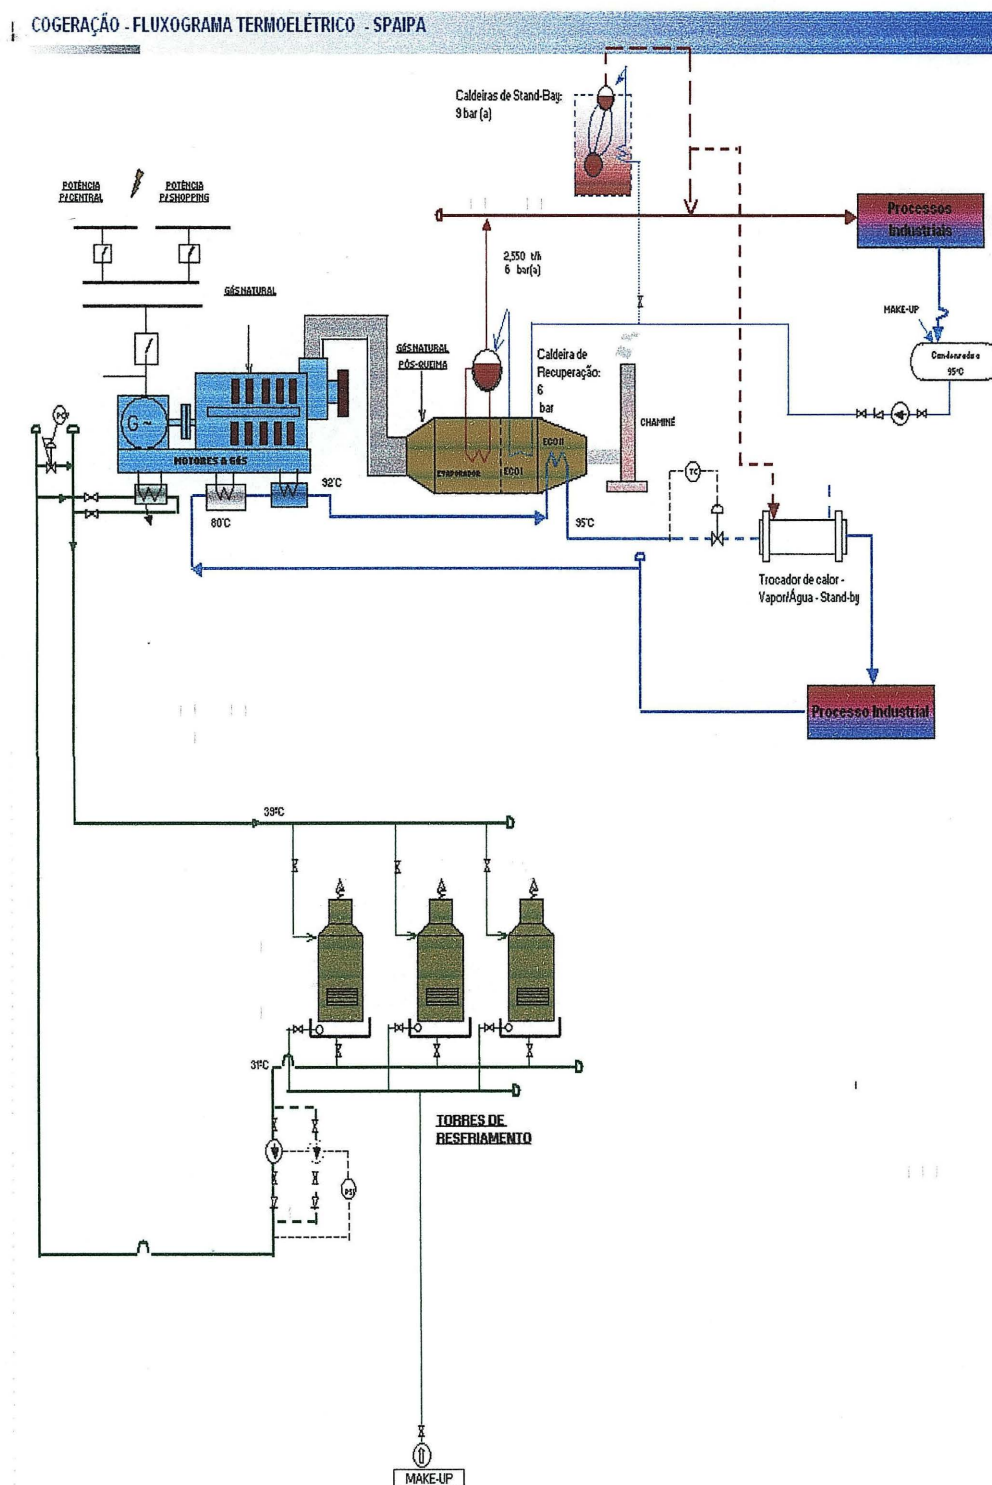 COGERAÇÃO - FLUXOGRAMA TERMOELÉTRICO - SPAIPA
Caldeiras de Stand-Bay:
9 bar (a)
POTÊNCIA
P/CENTRAL
POTÊNCIA
P/SHOPPING
Processos
Industriais
2,550 t/h
6 bar(a)
GÁS NATURAL
MAKE-UP
GÁS NATURAL
PÓS-QUEIMA
Caldeira de
Recuperação:
6
bar
Condensado
95ºC
CHAMINÉ
G ~
ECO II
MOTORES A GÁS
EVAPORADOR
ECO I
TC
92ºC
80ºC
95ºC
Trocador de calor -
Vapor/Água - Stand-by
Processo Industrial
39ºC
31ºC
TORRES DE
RESFRIAMENTO
MAKE-UP